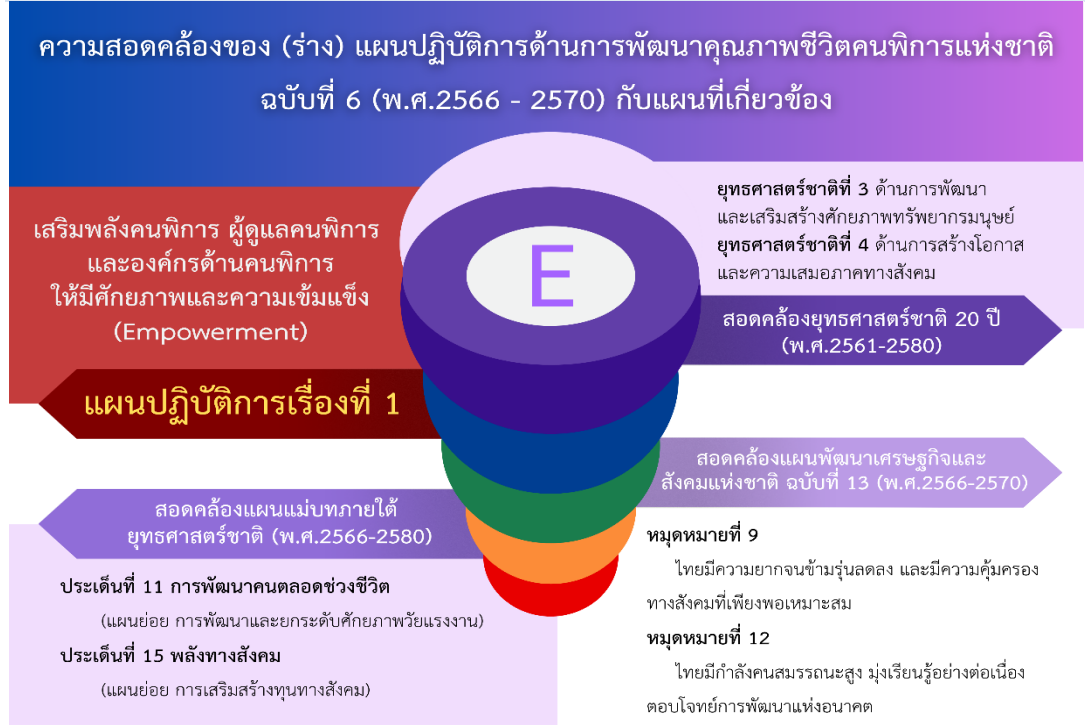 ความสอดคล้องของ (ร่าง) แผนปฏิบัติการด้านการพัฒนาคุณภาพชีวิตคนพิการแห่งชาติ
ฉบับที่ 6 (พ.ศ.2566 - 2570) กับแผนที่เกี่ยวข้อง
เสริมพลังคนพิการ ผู้ดูแลคนพิการ
และองค์กรด้านคนพิการ
ให้มีศักยภาพและความเข้มแข็ง
(Empowerment)
แผนปฏิบัติการเรื่องที่ 1
E
ยุทธศาสตร์ชาติที่ 3 ด้านการพัฒนา
และเสริมสร้างศักยภาพทรัพยากรมนุษย์
ยุทธศาสตร์ชาติที่ 4 ด้านการสร้างโอกาส
และความเสมอภาคทางสังคม
สอดคล้องยุทธศาสตร์ชาติ 20 ปี
(พ.ศ.2561-2580)
สอดคล้องแผนแม่บทภายใต้
ยุทธศาสตร์ชาติ (พ.ศ.2566-2580)
ประเด็นที่ 11 การพัฒนาคนตลอดช่วงชีวิต
(แผนย่อย การพัฒนาและยกระดับศักยภาพวัยแรงงาน)
ประเด็นที่ 15 พลังทางสังคม
(แผนย่อย การเสริมสร้างทุนทางสังคม)
สอดคล้องแผนพัฒนาเศรษฐกิจและ
สังคมแห่งชาติ ฉบับที่ 13 (พ.ศ.2566-2570)
หมุดหมายที่ 9
ไทยมีความยากจนข้ามรุ่นลดลง และมีความคุ้มครอง
ทางสังคมที่เพียงพอเหมาะสม
หมุดหมายที่ 12
ไทยมีกำลังคนสมรรถนะสูง มุ่งเรียนรู้อย่างต่อเนื่อง
ตอบโจทย์การพัฒนาแห่งอนาคต